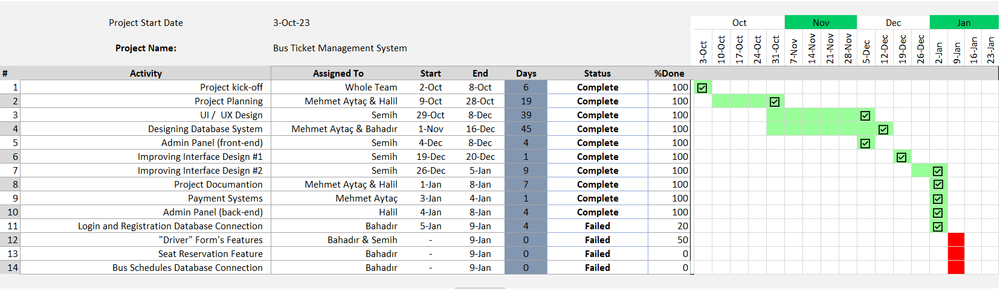 Project Start Date 3-Oct-23
Oct Nov Dec Jan
Project Name: Bus Ticket Management System
3-Oct 10-Oct 17-Oct 24-Oct 31-Oct 7-Nov 14-Nov 21-Nov 28-Nov 5-Dec 12-Dec 19-Dec 26-Dec 2-Jan 9-Jan 16-Jan 23-Jan
# Activity Assigned To Start End Days Status %Done
1 Project kick-off Whole Team 2-Oct 8-Oct 6 Complete 100
2 Project Planning Mehmet Aytaç & Halil 9-Oct 28-Oct 19 Complete 100
3 UI / UX Design Semih 29-Oct 8-Dec 39 Complete 100
4 Designing Database System Mehmet Aytaç & Bahadır 1-Nov 16-Dec 45 Complete 100
5 Admin Panel (front-end) Semih 4-Dec 8-Dec 4 Complete 100
6 Improving Interface Design #1 Semih 19-Dec 20-Dec 1 Complete 100
7 Improving Interface Design #2 Semih 26-Dec 5-Jan 9 Complete 100
8 Project Documantion Mehmet Aytaç & Halil 1-Jan 8-Jan 7 Complete 100
9 Payment Systems Mehmet Aytaç 3-Jan 4-Jan 1 Complete 100
10 Admin Panel (back-end) Halil 4-Jan 8-Jan 4 Complete 100
11 Login and Registration Database Connection Bahadır 5-Jan 9-Jan 4 Failed 20
12 "Driver" Form's Features Bahadır & Semih - 9-Jan 0 Failed 50
13 Seat Reservation Feature Bahadır - 9-Jan 0 Failed 0
14 Bus Schedules Database Connection Bahadır - 9-Jan 0 Failed 0